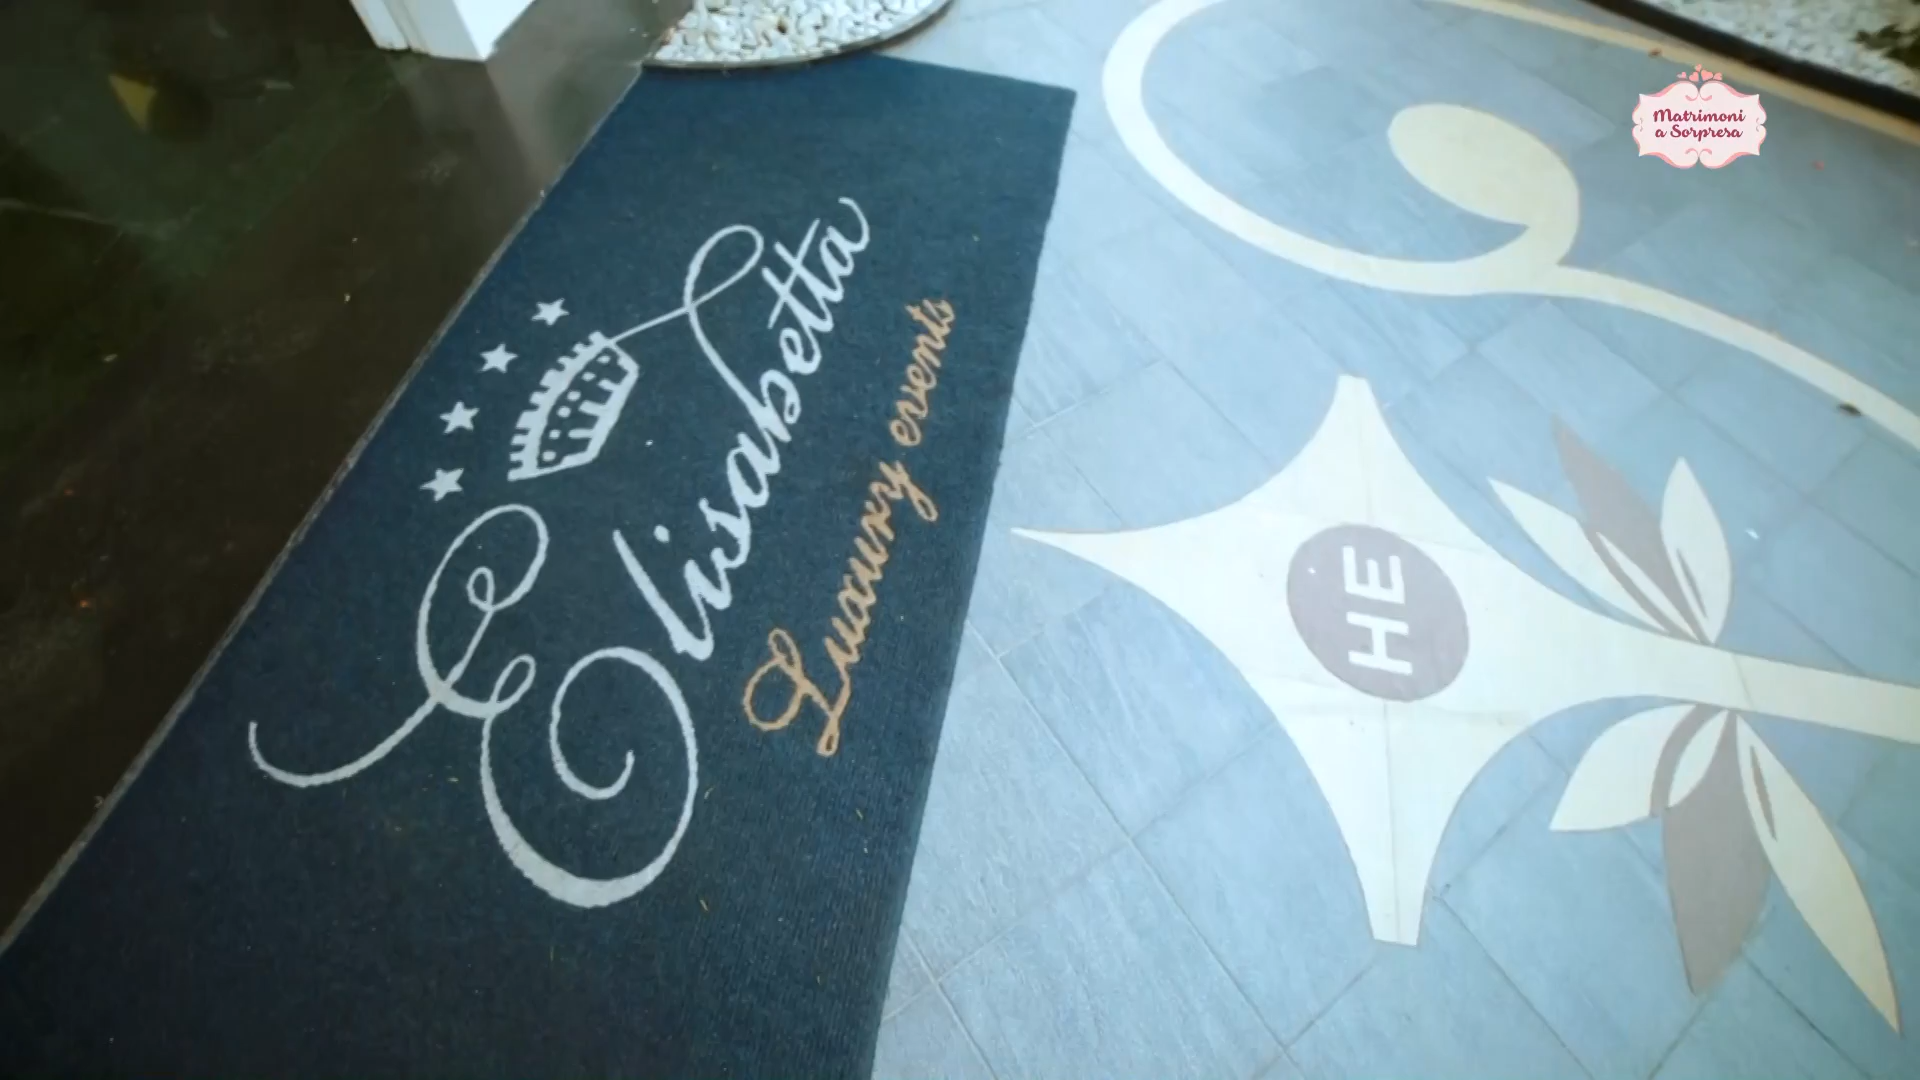 Elisabetta
Luxury events
HE
Matrimoni
a Sorpresa